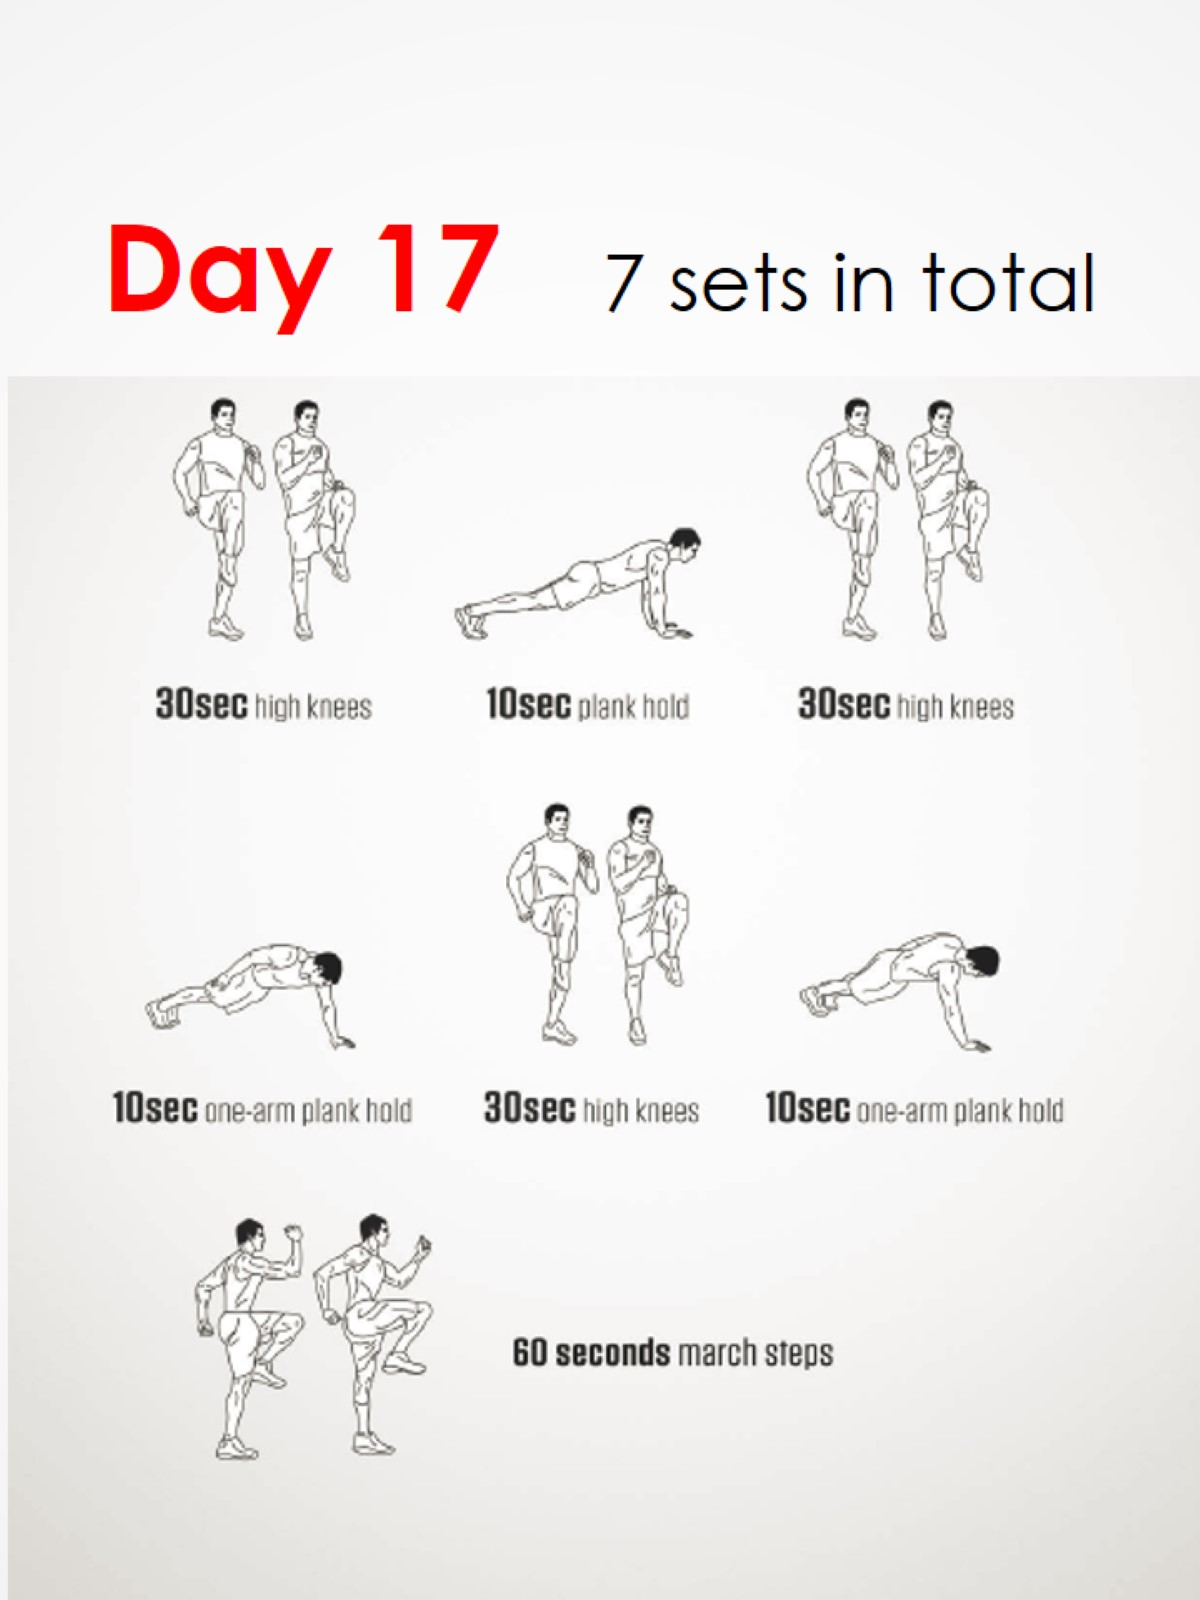 Day 17 7 sets in total
30sec high knees 10sec plank hold 30sec high knees
10sec one-arm plank hold 30sec high knees 10sec one-arm plank hold
60 seconds march steps